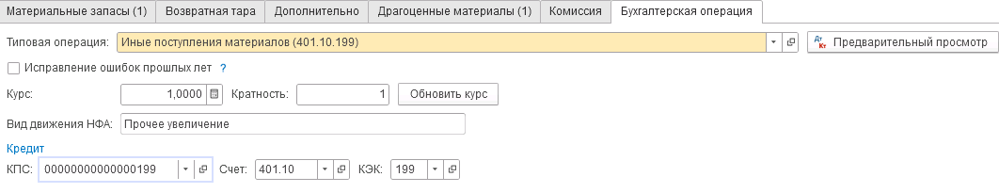 Материальные запасы (1) Возвратная тара Дополнительно Драгоценные материалы (1) Комиссия Бухгалтерская операция
Типовая операция: Иные поступления материалов (401.10.199) Дт Кт Предварительный просмотр
Исправление ошибок прошлых лет ?
Курс: 1,0000 Кратность: 1 Обновить курс
Вид движения НФА: Прочее увеличение
Кредит
КПС: 00000000000000199 Счет: 401.10 КЭК: 199